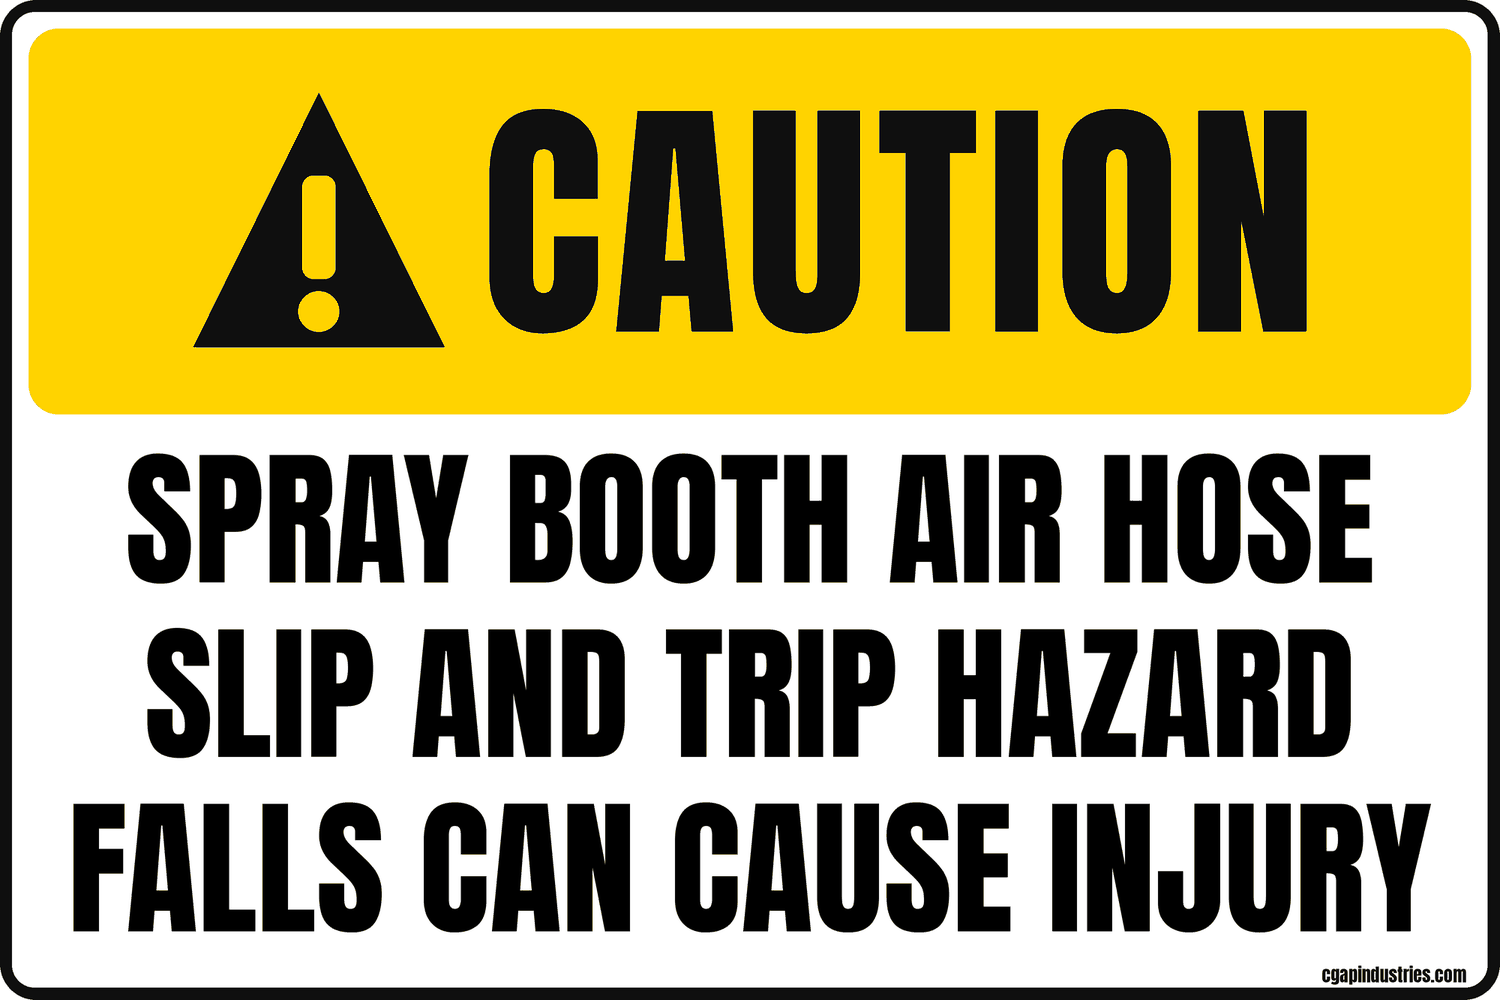 CAUTION
SPRAY BOOTH AIR HOSE
SLIP AND TRIP HAZARD
FALLS CAN CAUSE INJURY
cgapindustries.com